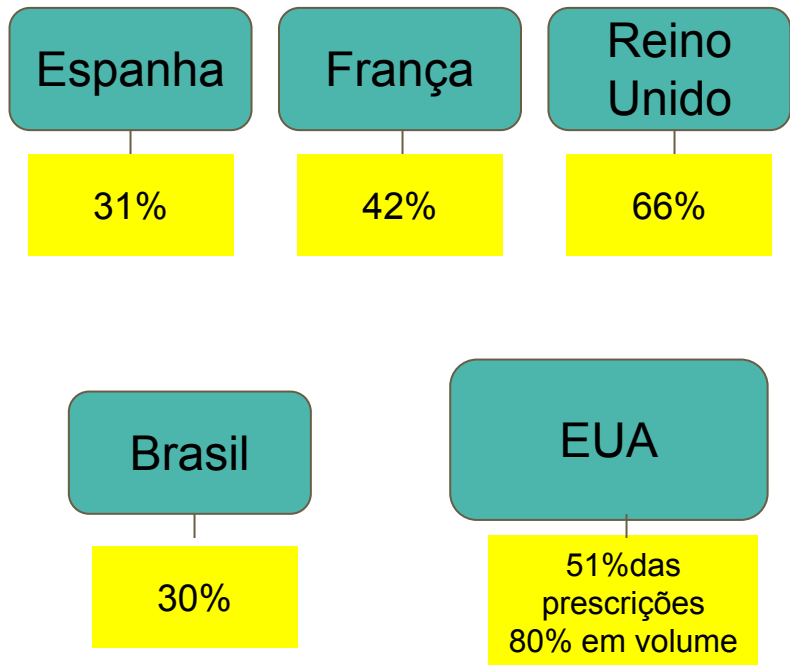 Espanha
França
Reino
Unido
31%
42%
66%
Brasil
EUA
30%
51%das
prescrições
80% em volume